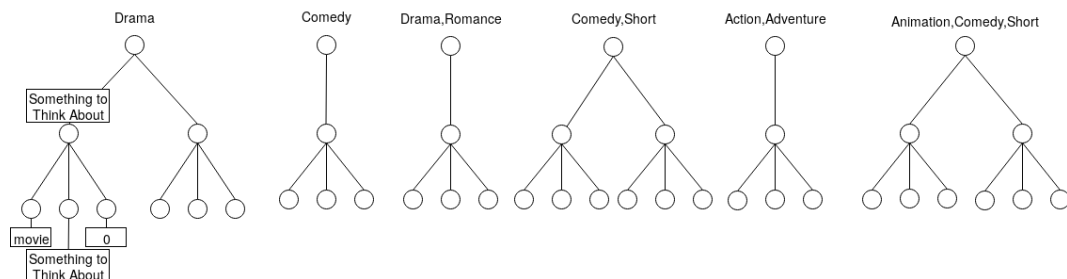 Drama
Comedy
Drama,Romance
Comedy,Short
Action,Adventure
Animation,Comedy,Short
Something to
Think About
movie
0
Something to
Think About